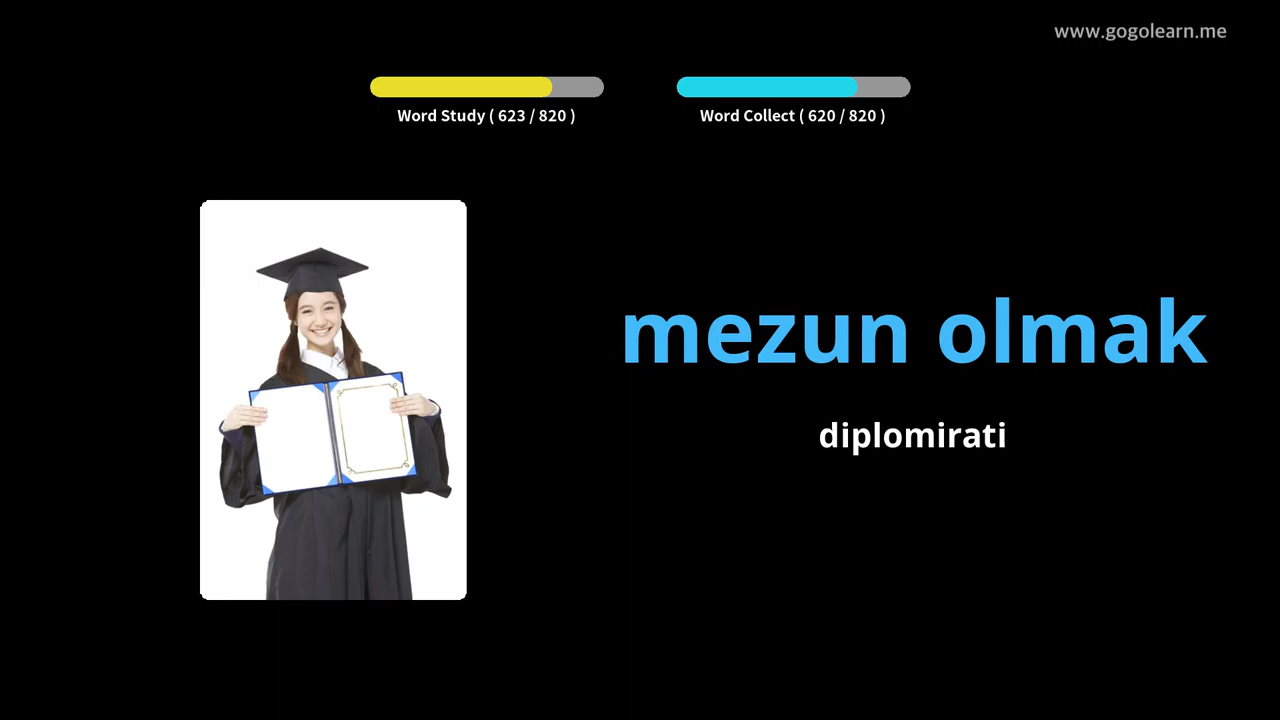 www.gogolearn.me
Word Study ( 623 / 820 )
Word Collect ( 620 / 820 )
mezun olmak
diplomirati